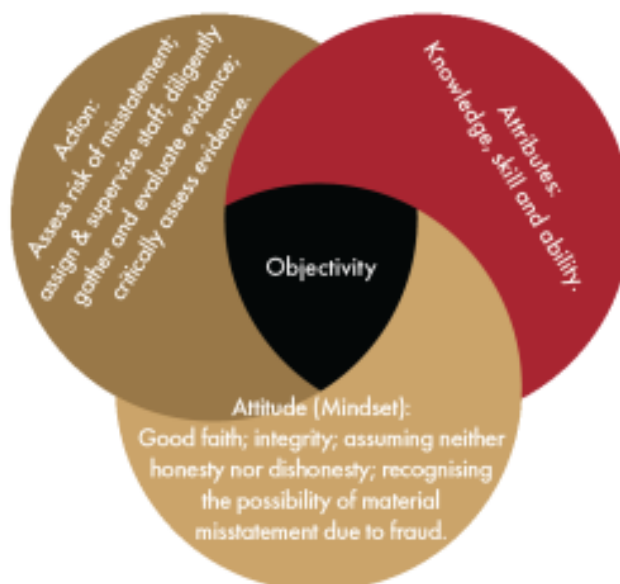 Action:
Assess risk of misstatement;
assign & supervise staff; diligently
gather and evaluate evidence;
critically assess evidence.
Attributes:
Knowledge, skill and ability.
Objectivity
Attitude (Mindset):
Good faith; integrity; assuming neither
honesty nor dishonesty; recognising
the possibility of material
misstatement due to fraud.